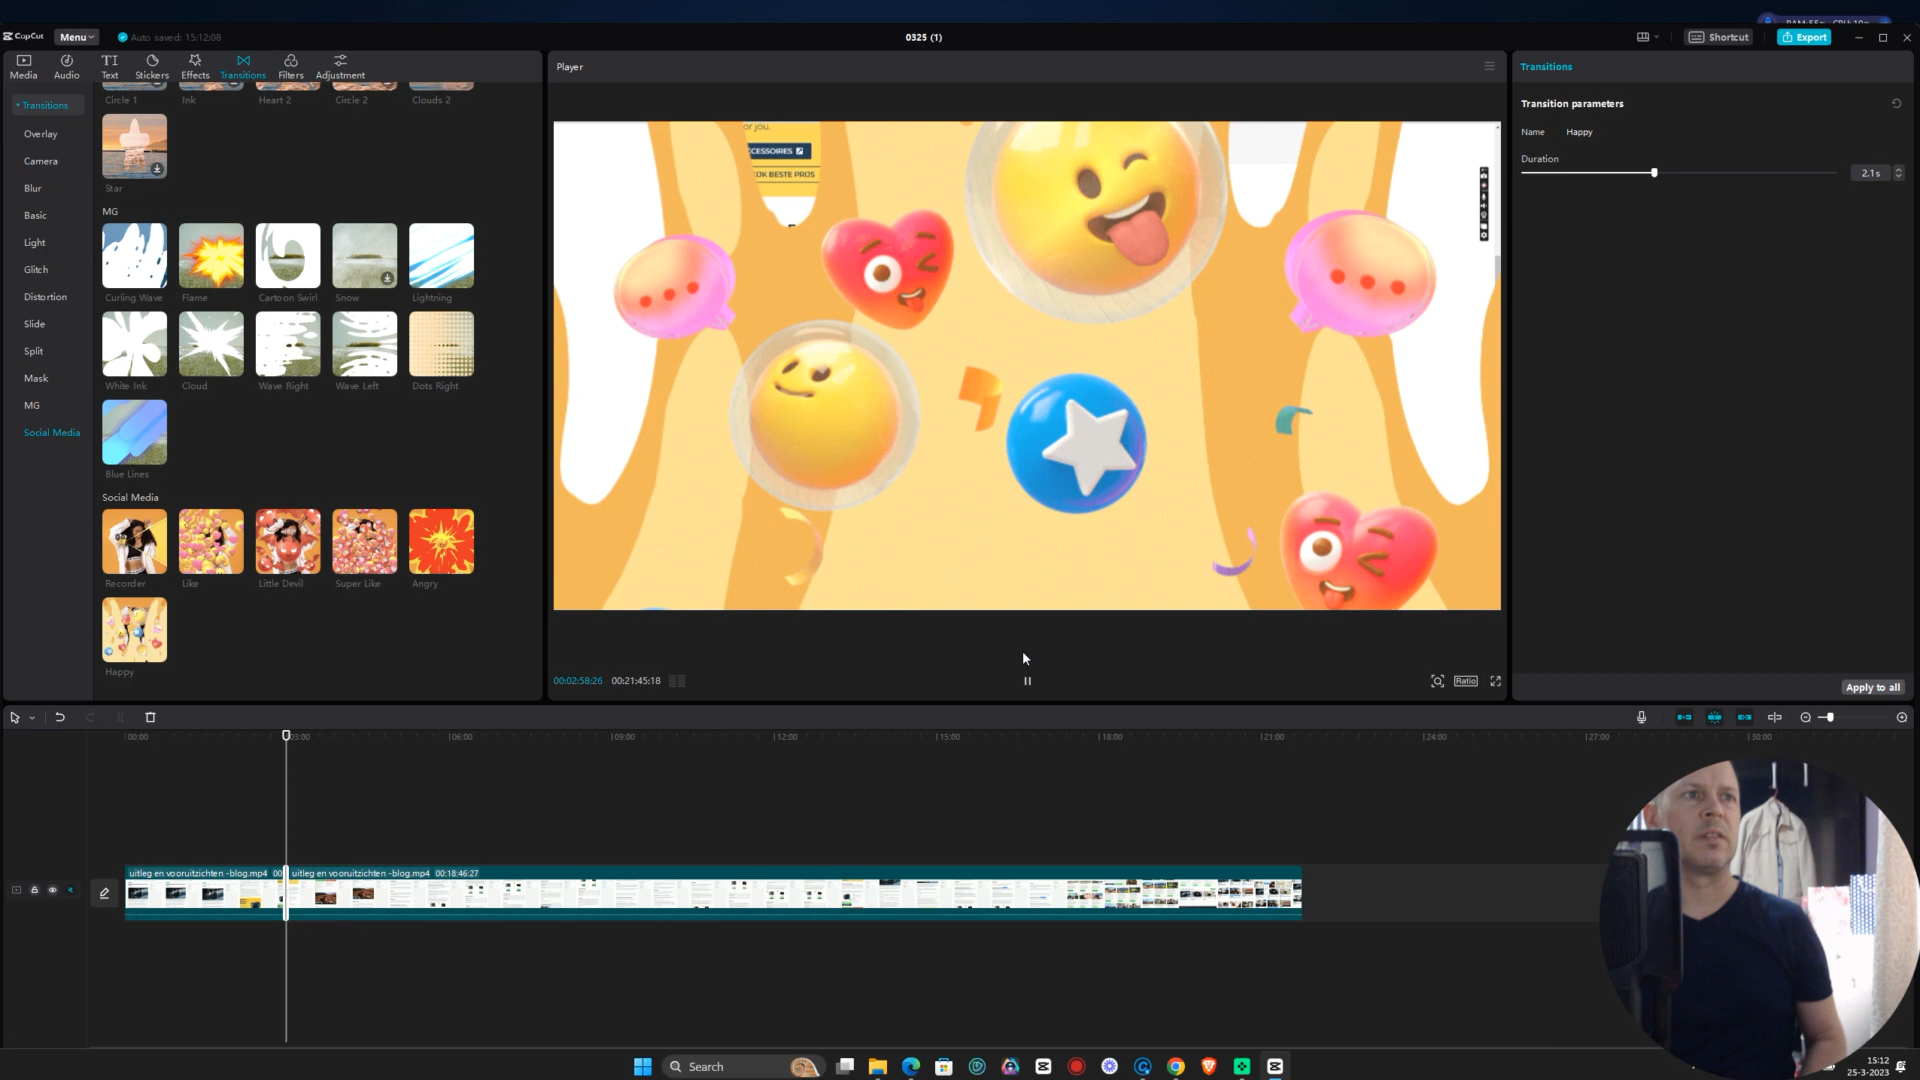 CapCut
Menu
Auto saved: 15:12:08
0325 (1)
Shortcut
Export
Media
Audio
Text
Stickers
Effects
Transitions
Filters
Adjustment
Player
Transitions
Transitions
Overlay
Camera
Blur
Basic
Light
Glitch
Distortion
Slide
Split
Mask
MG
Social Media
Circle 1
Ink
Heart 2
Circle 2
Clouds 2
Star
MG
Curling Wave
Flame
Cartoon Swirl
Snow
Lightning
White Ink
Cloud
Wave Right
Wave Left
Dots Right
Blue Lines
Social Media
Recorder
Like
Little Devil
Super Like
Angry
Happy
or jou.
CCESSOIRES
IJK BESTE PRIJS
Transition parameters
Name Happy
Duration
2.1s
00:02:58:26 00:21:45:18
Ratio
Apply to all
00:00
03:00
06:00
09:00
12:00
15:00
18:00
21:00
24:00
27:00
30:00
uitleg en vooruitzichten -blog.mp4 00
uitleg en vooruitzichten -blog.mp4 00:18:46:27
Search
15:12
25-3-2023